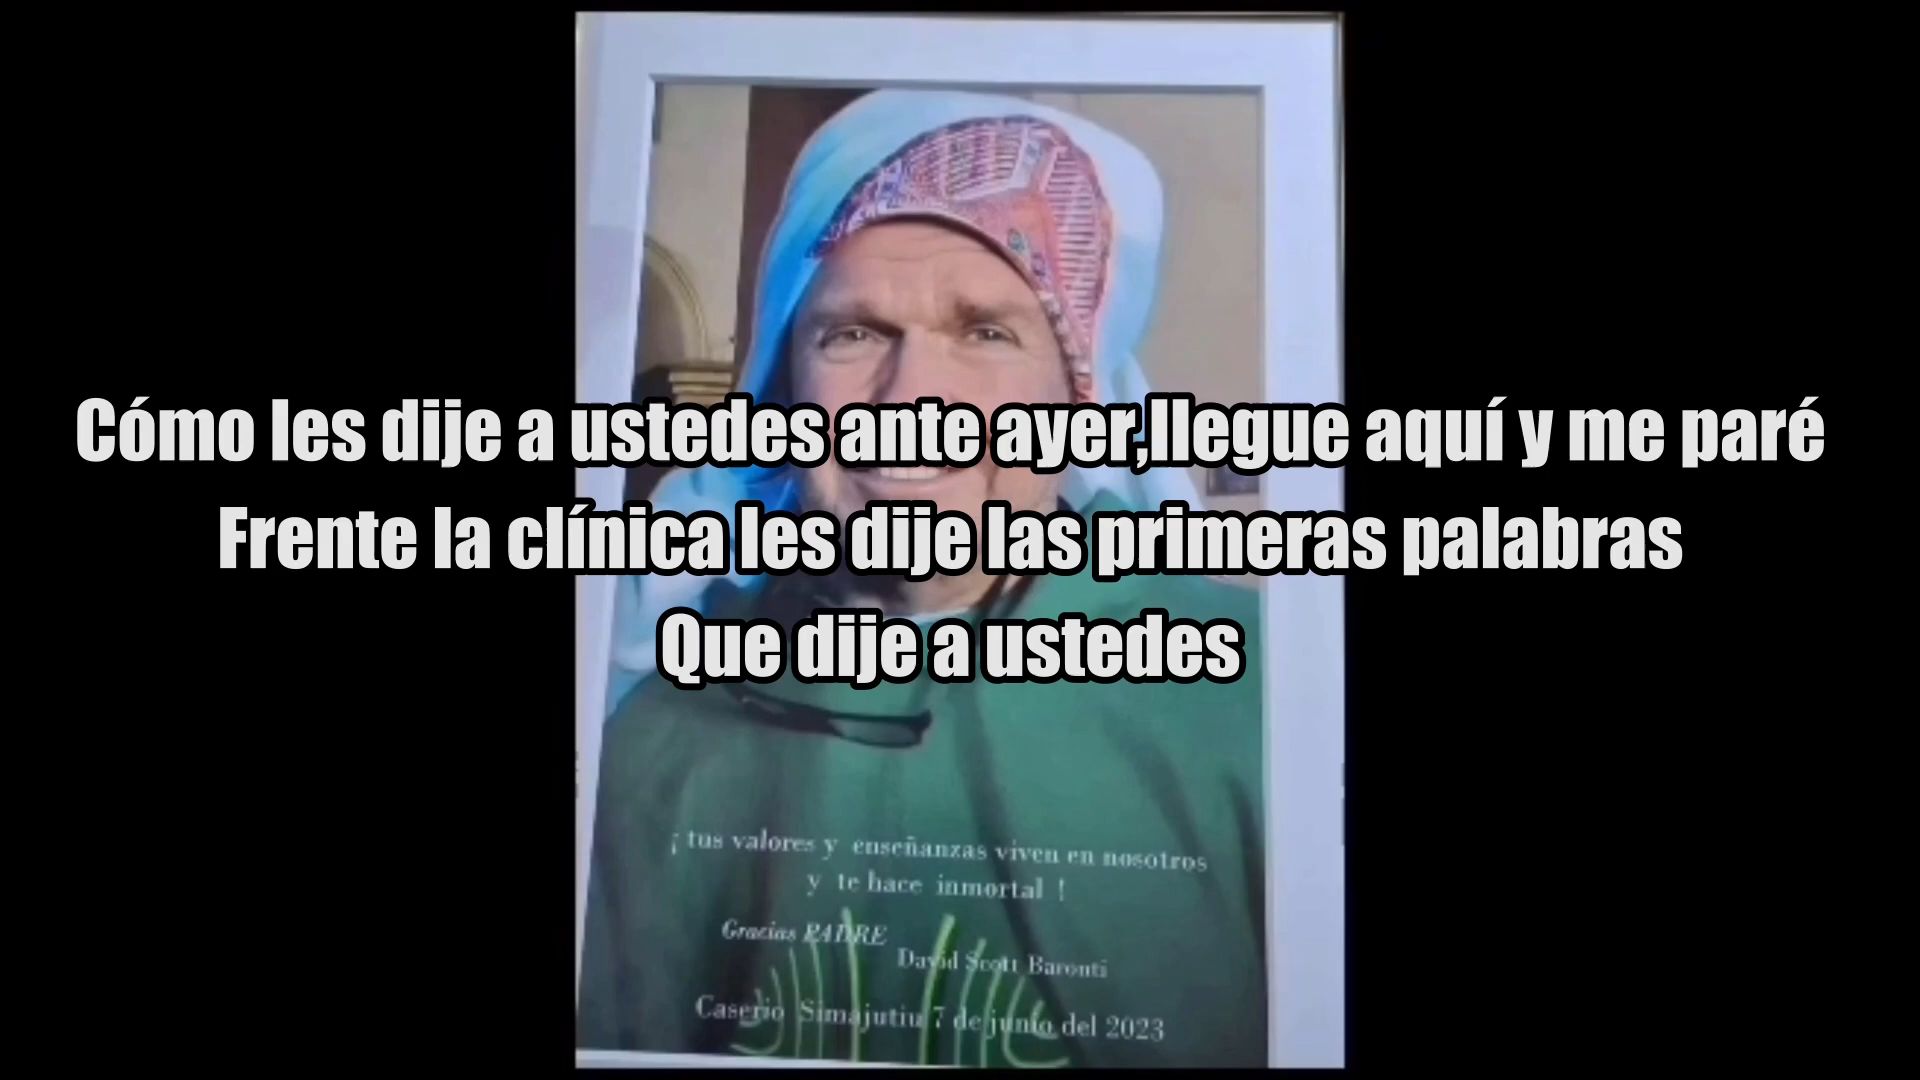 Cómo les dije a ustedes ante ayer,llegue aquí y me paré
Frente la clínica les dije las primeras palabras
Que dije a ustedes
¡ tus valores y enseñanzas viven en nosotros
y te hace inmortal !
Gracias PADRE
David Scott Baronti
Caserio Simajutiu 7 de junio del 2023